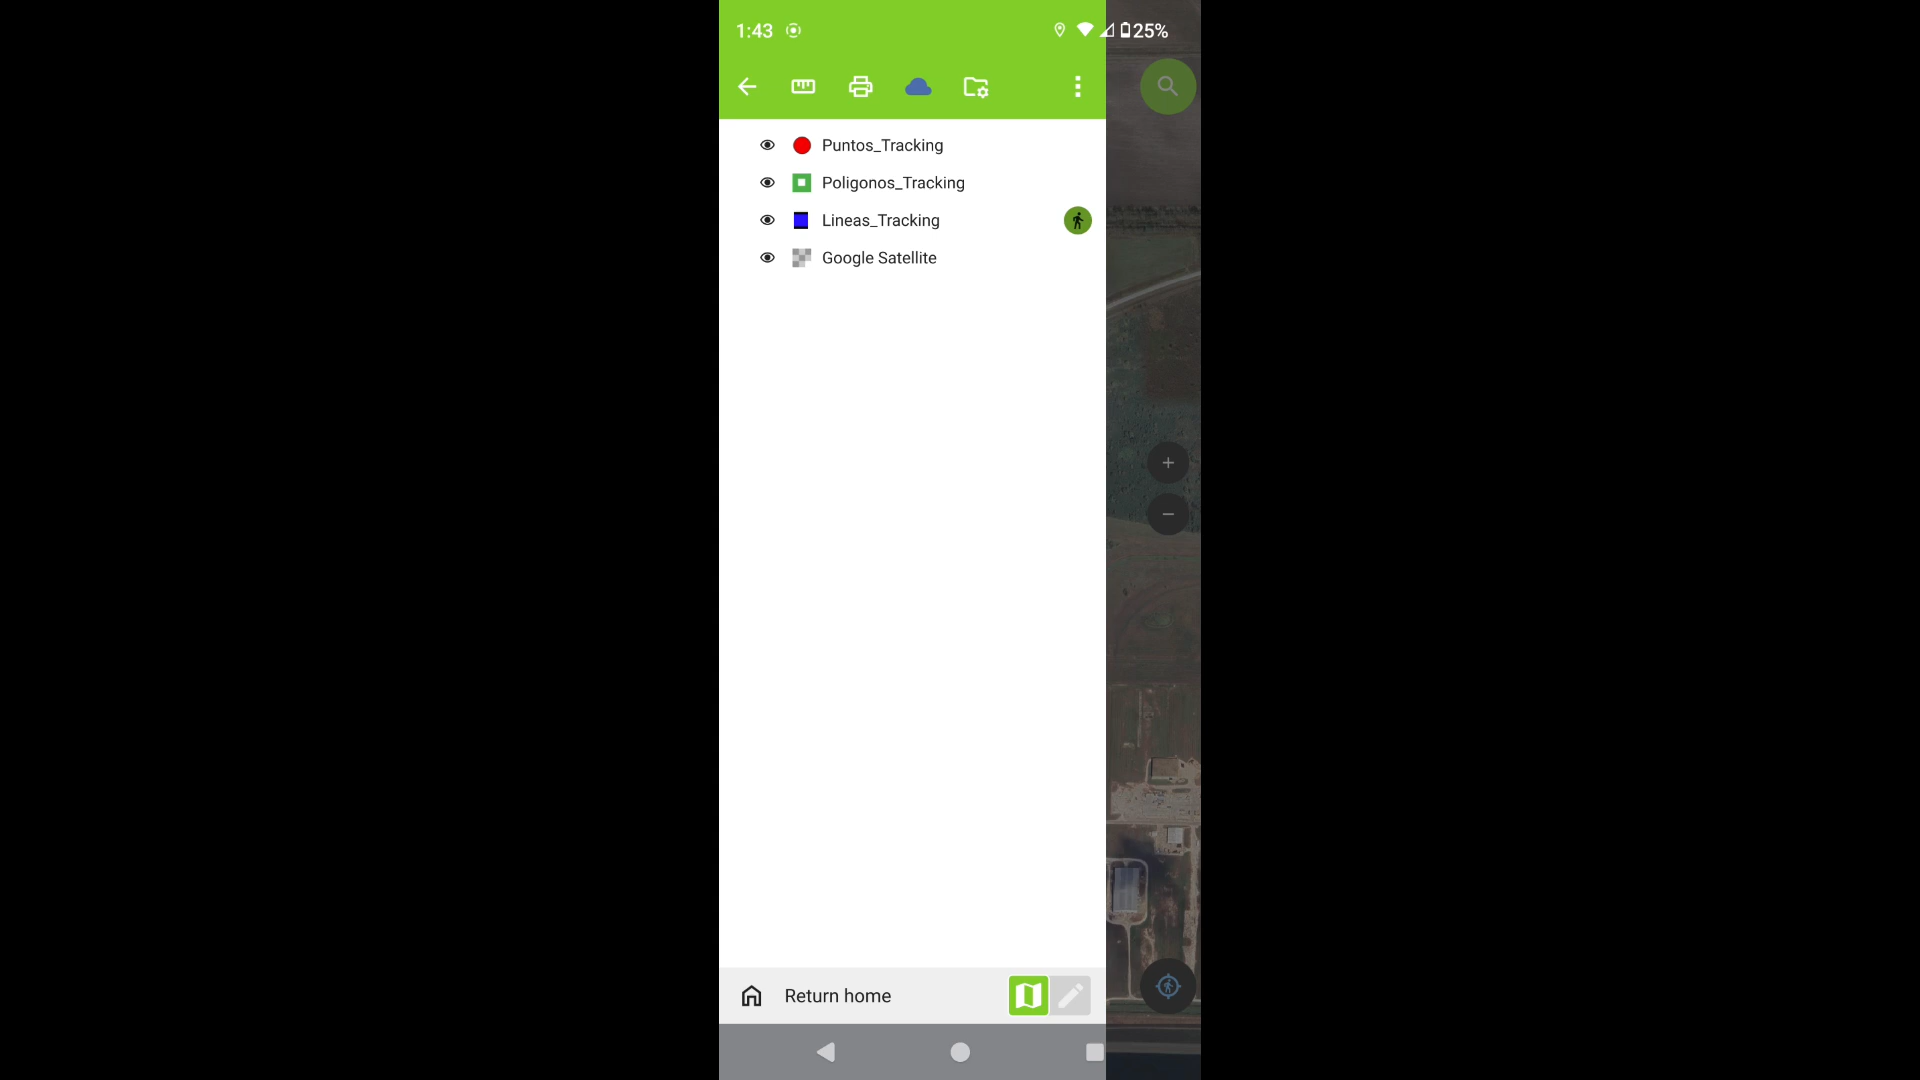 1:43
25%
Puntos_Tracking
Poligonos_Tracking
Lineas_Tracking
Google Satellite
Return home